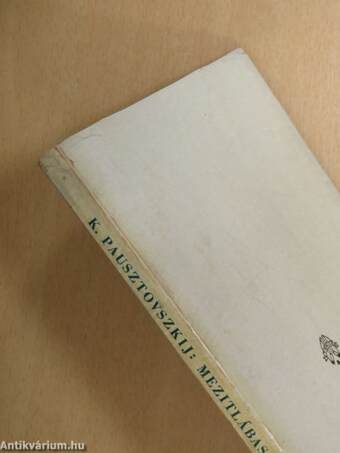 K. PAUSZTOVSZKIJ: MEZITLÁBAS
Antikvárium.hu